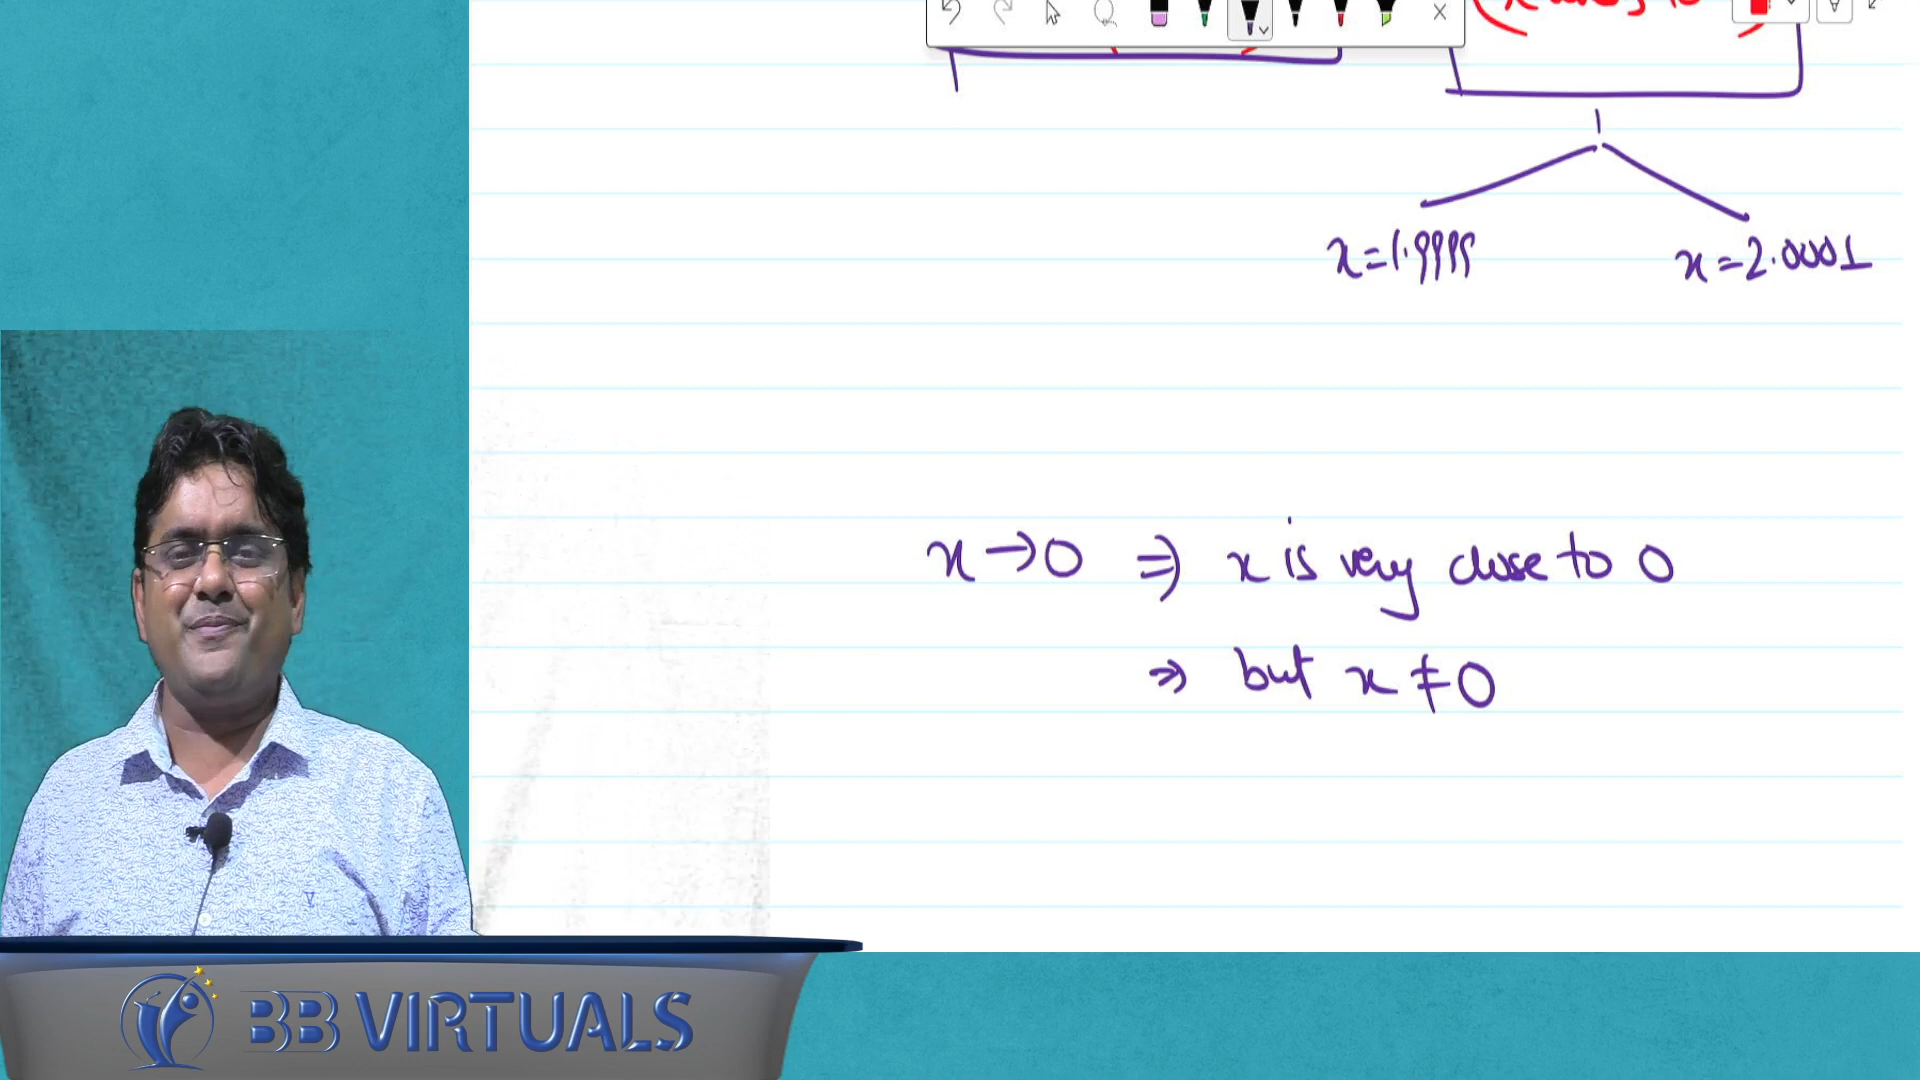 x=1.9999 x=2.0001
x→0 ⇒ x is very close to 0
⇒ but x≠0
BB VIRTUALS